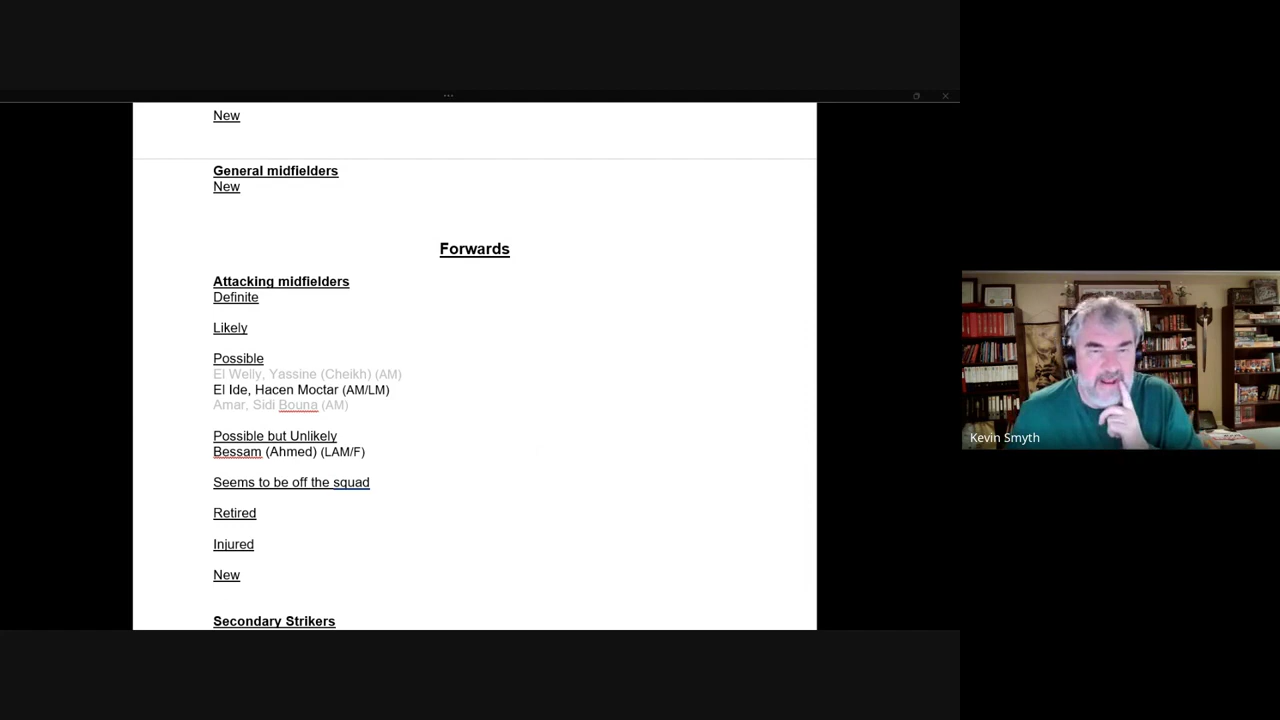 New
General midfielders
New
Forwards
Attacking midfielders
Definite
Likely
Possible
El Welly, Yassine (Cheikh) (AM)
El Ide, Hacen Moctar (AM/LM)
Amar, Sidi Bouna (AM)
Possible but Unlikely
Bessam (Ahmed) (LAM/F)
Seems to be off the squad
Retired
Injured
New
Secondary Strikers
Kevin Smyth